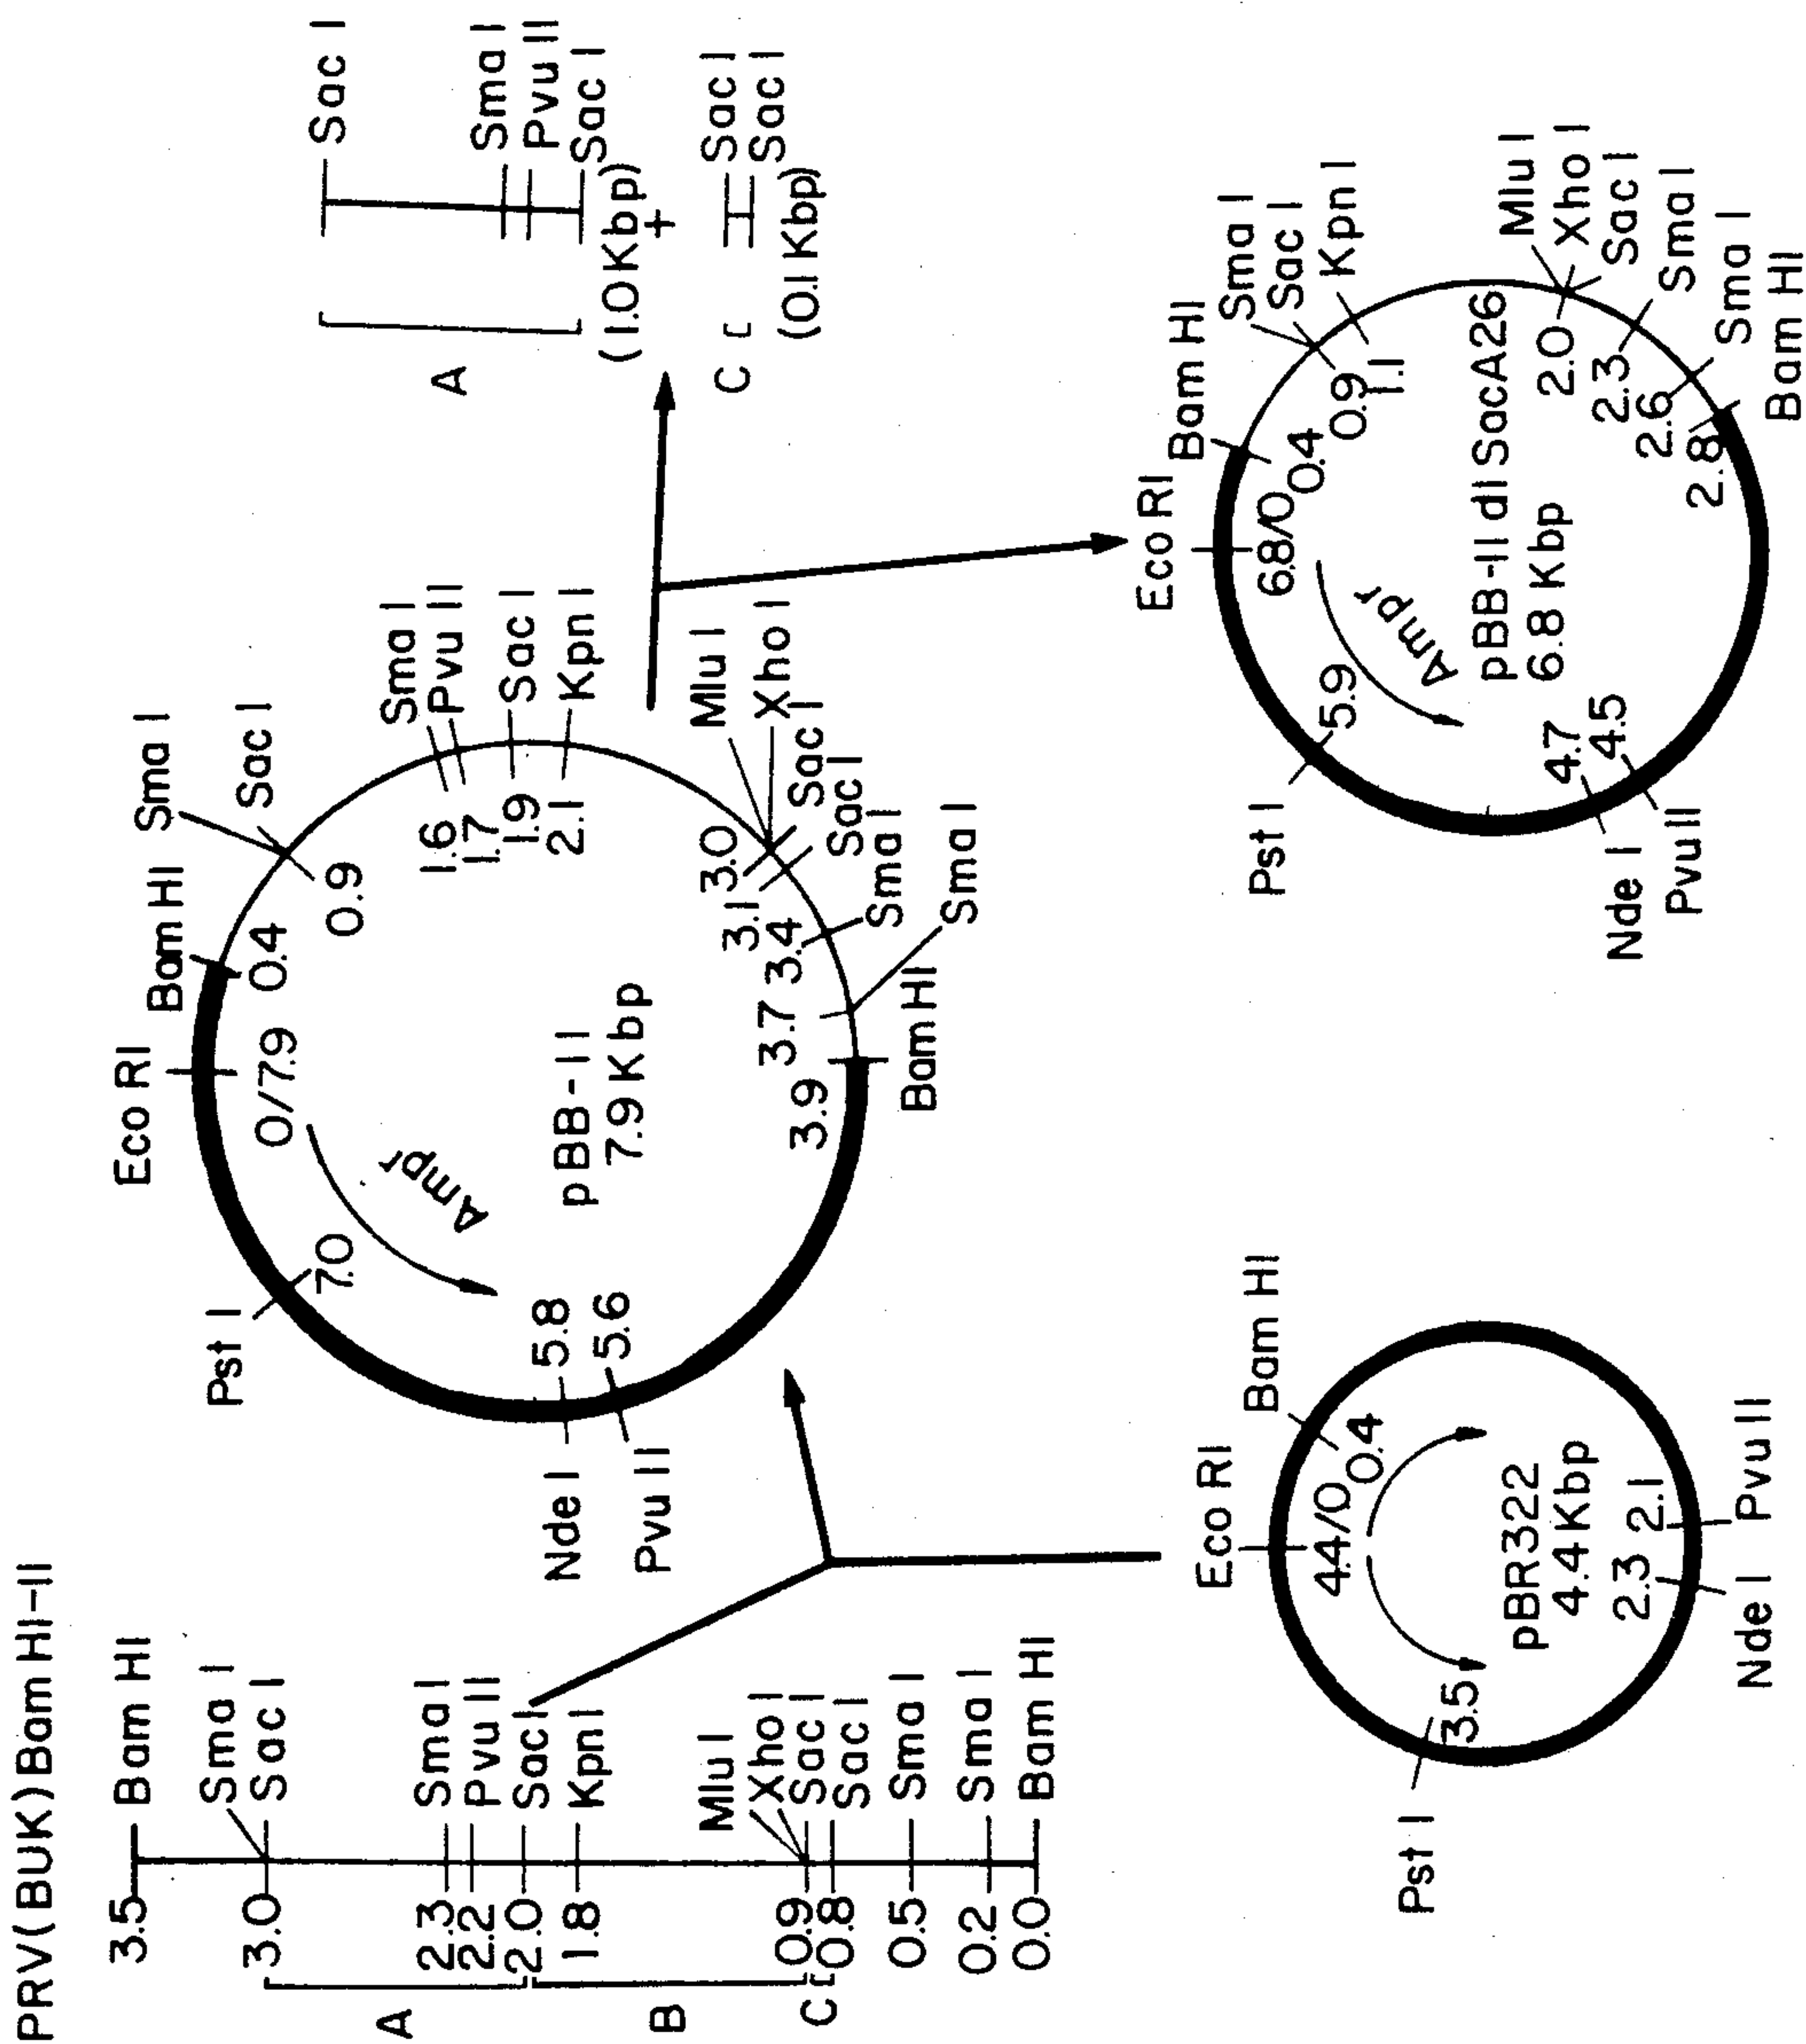 PRV(BUK)BamHI-II
3.5 Bam HI
Sma I
3.0 Sac I
2.3 Sma I
2.2 Pvu II
2.0 Sac I
1.8 Kpn I
Mlu I
Xho I
0.9 Sac I
0.8 Sac I
0.5 Sma I
0.2 Sma I
0.0 Bam HI
A
B
C
Eco RI
4.4/0
Bam HI
0.4
pBR322
4.4 Kbp
2.1
Pvu II
2.3
Nde I
3.5
Pst I
Eco RI
0/7.9
Bam HI
0.4
Sma I
Sac I
0.9
Sma I
1.6
Pvu II
1.7
Sac I
1.9
Kpn I
2.1
Mlu I
Xho I
3.0
Sac I
3.1
Sac I
3.4
Sma I
3.7
Sma I
3.9
Bam HI
pBB-II
7.9 Kbp
Ampr
5.6
Pvu II
5.8
Nde I
7.0
Pst I
A
Sac I
Sma I
Pvu II
Sac I
(1.0 Kbp)
+
C
Sac I
Sac I
(0.1 Kbp)
Eco RI
6.8/0
Bam HI
0.4
Sma I
Sac I
0.9
Kpn I
1.1
Mlu I
Xho I
Sac I
2.0
Sma I
2.3
Sma I
2.6
Bam HI
2.8
pBB-II dl SacA26
6.8 Kbp
Ampr
4.5
Pvu II
4.7
Nde I
5.9
Pst I